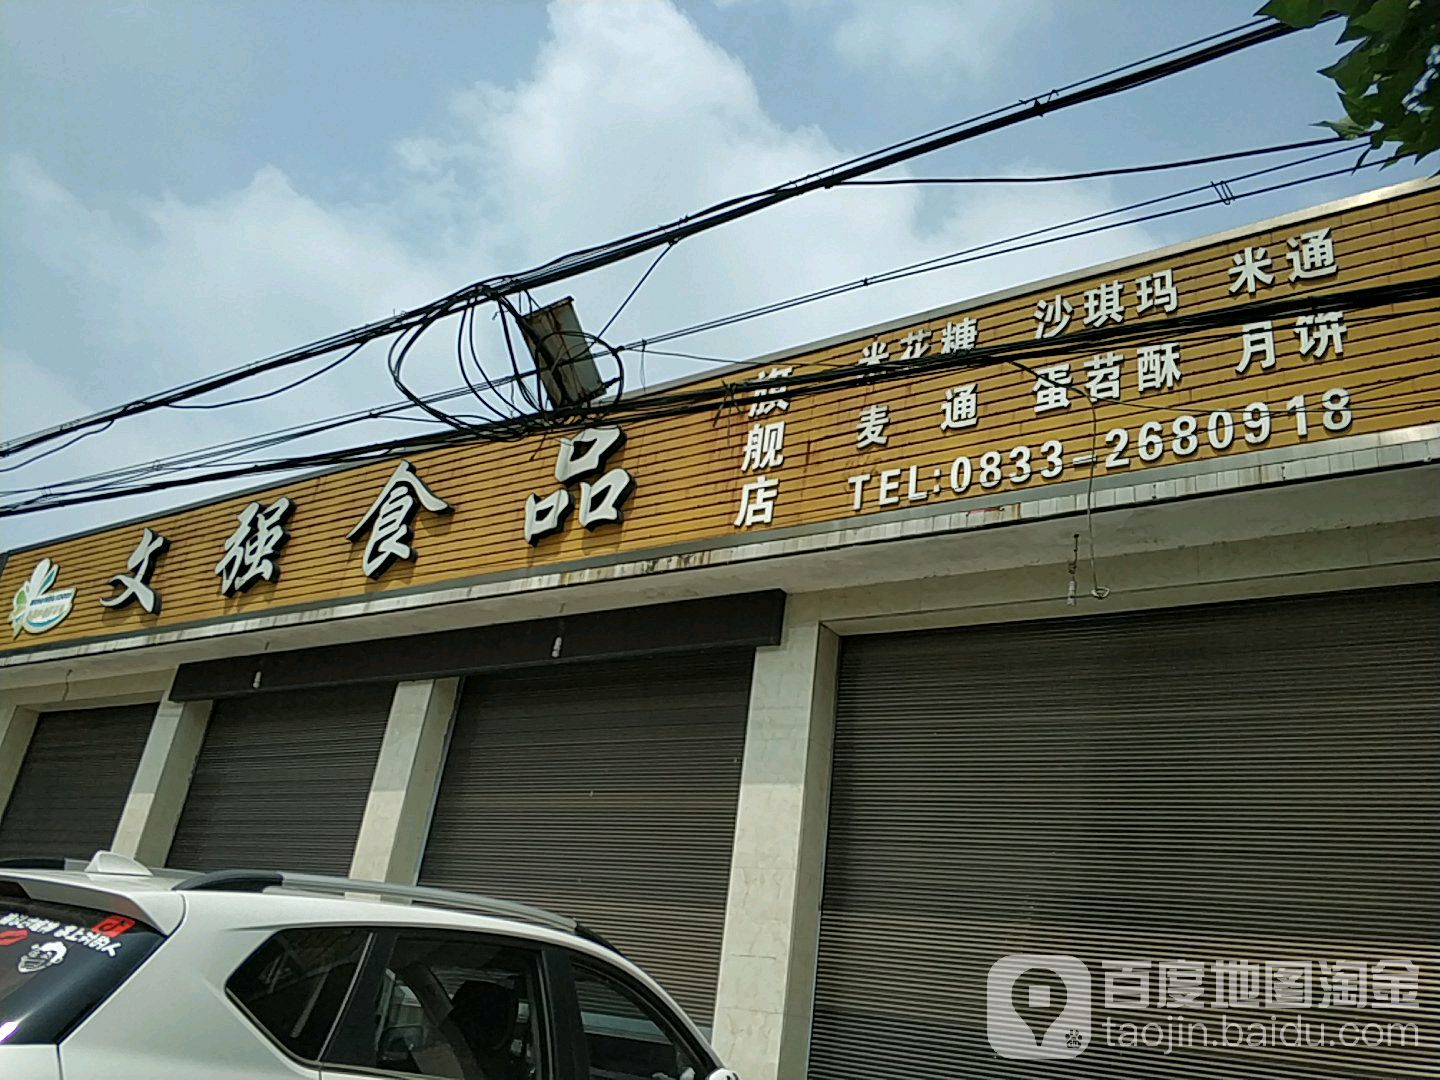 文强食品
旗舰店
米花糖 沙琪玛 米通
麦通 蛋苕酥 月饼
TEL:0833-2680918
百度地图淘金
taojin.baidu.com